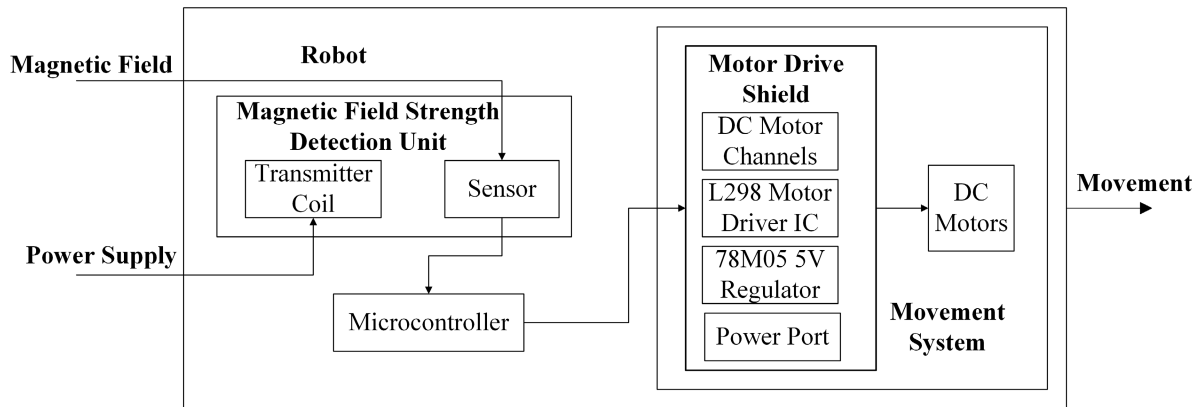 Magnetic Field
Robot
Magnetic Field Strength
Detection Unit
Transmitter
Coil
Sensor
Power Supply
Microcontroller
Motor Drive
Shield
DC Motor
Channels
L298 Motor
Driver IC
78M05 5V
Regulator
Power Port
DC
Motors
Movement
System
Movement